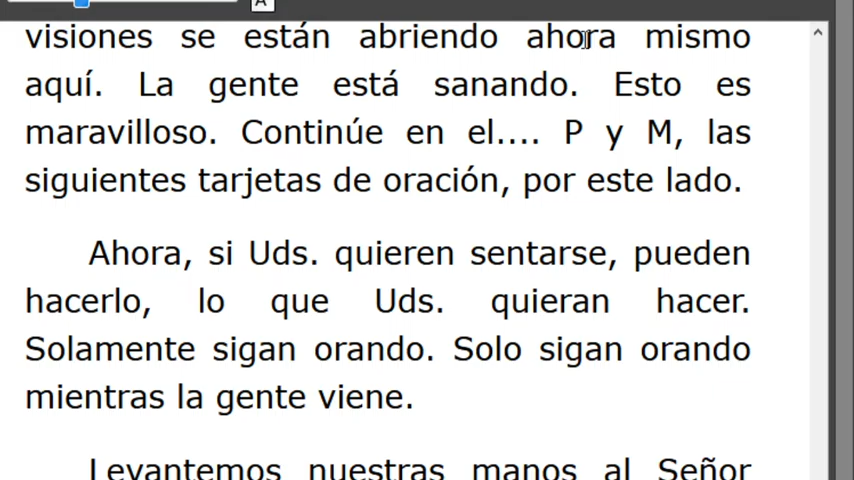 A
visiones se están abriendo ahora mismo
aquí. La gente está sanando. Esto es
maravilloso. Continúe en el.... P y M, las
siguientes tarjetas de oración, por este lado.
Ahora, si Uds. quieren sentarse, pueden
hacerlo, lo que Uds. quieran hacer.
Solamente sigan orando. Solo sigan orando
mientras la gente viene.
Levantemos nuestras manos al Señor